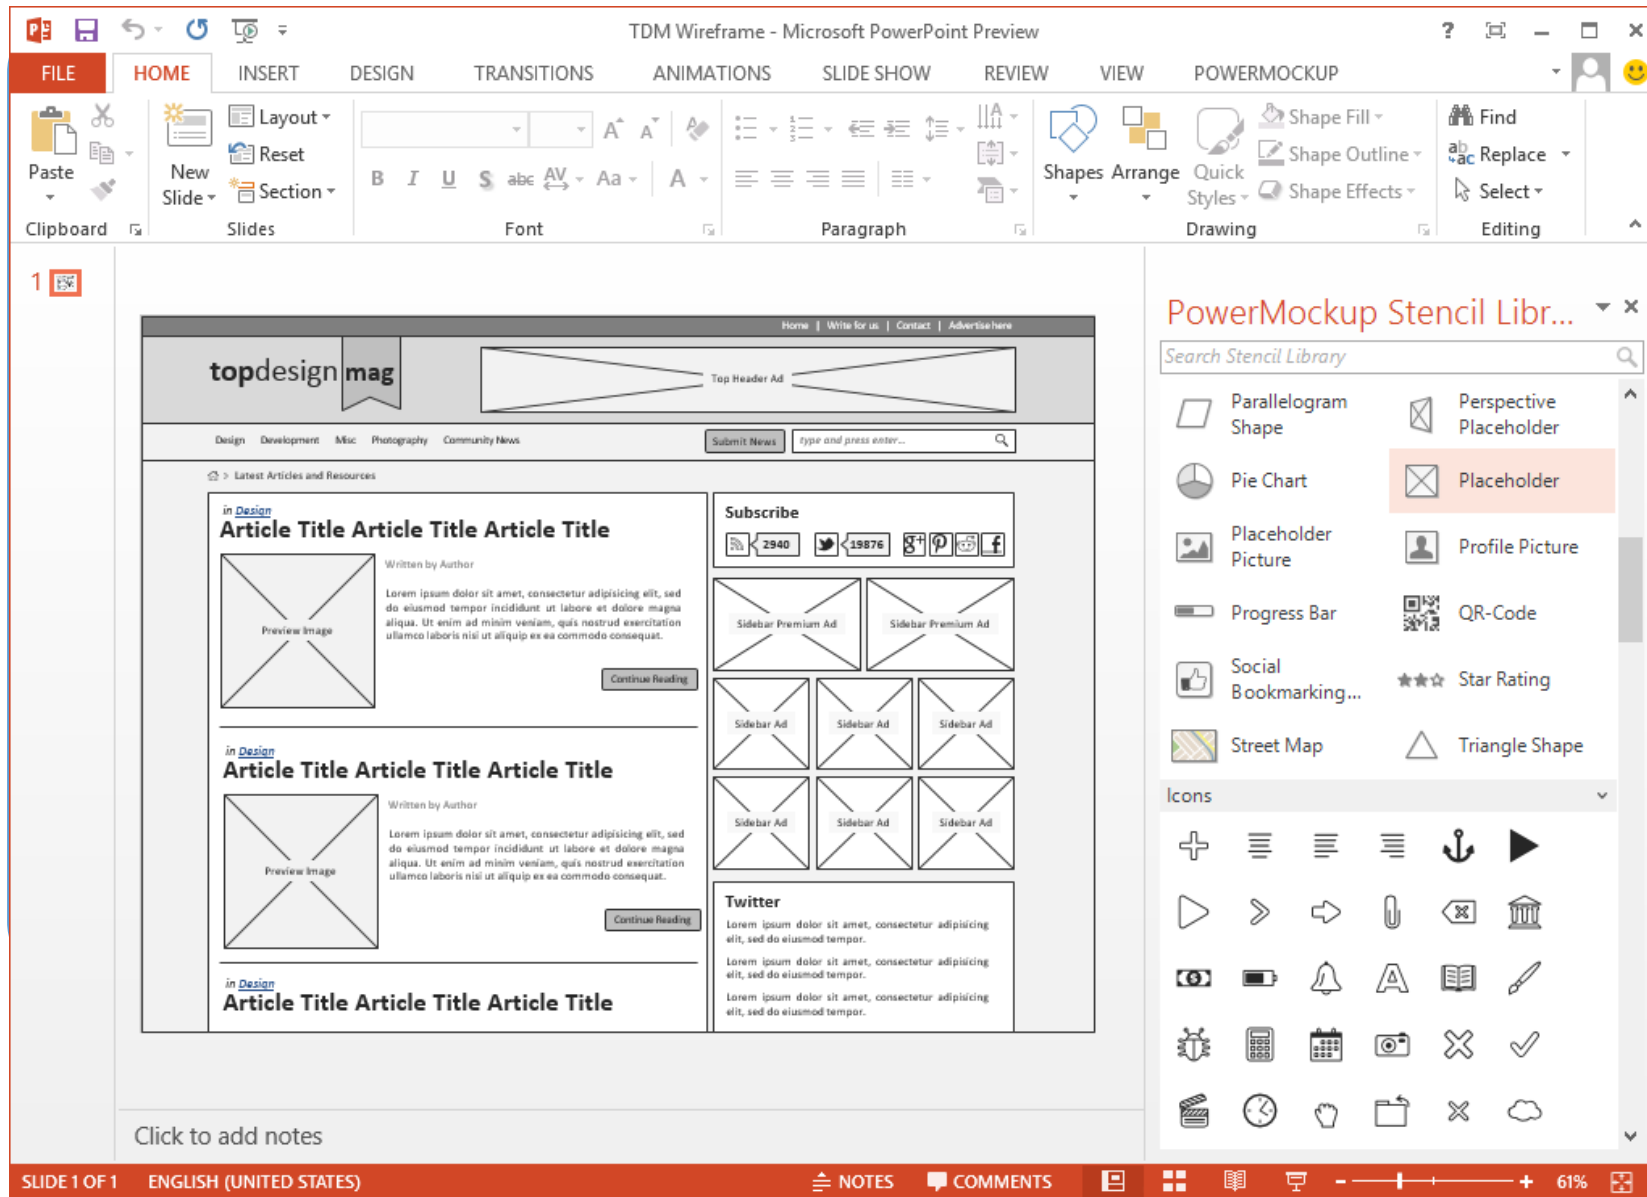 TDM Wireframe - Microsoft PowerPoint Preview
?
FILE HOME INSERT DESIGN TRANSITIONS ANIMATIONS SLIDE SHOW REVIEW VIEW POWERMOCKUP
Paste
Clipboard
New
Slide
Layout
Reset
Section
Slides
B I U S abc AV Aa A
Font
Paragraph
Shapes Arrange Quick
Styles
Shape Fill
Shape Outline
Shape Effects
Drawing
Find
Replace
Select
Editing
1
Home | Write for us | Contact | Advertise here
topdesign mag
Top Header Ad
Design Development Misc Photography Community News
Submit News
type and press enter...
> Latest Articles and Resources
in Design
Article Title Article Title Article Title
Preview Image
Written by Author
Lorem ipsum dolor sit amet, consectetur adipisicing elit, sed
do eiusmod tempor incididunt ut labore et dolore magna
aliqua. Ut enim ad minim veniam, quis nostrud exercitation
ullamco laboris nisi ut aliquip ex ea commodo consequat.
Continue Reading
in Design
Article Title Article Title Article Title
Preview Image
Written by Author
Lorem ipsum dolor sit amet, consectetur adipisicing elit, sed
do eiusmod tempor incididunt ut labore et dolore magna
aliqua. Ut enim ad minim veniam, quis nostrud exercitation
ullamco laboris nisi ut aliquip ex ea commodo consequat.
Continue Reading
in Design
Article Title Article Title Article Title
Subscribe
2940 19876 g+
Sidebar Premium Ad Sidebar Premium Ad
Sidebar Ad Sidebar Ad Sidebar Ad
Sidebar Ad Sidebar Ad Sidebar Ad
Twitter
Lorem ipsum dolor sit amet, consectetur adipisicing
elit, sed do eiusmod tempor.
Lorem ipsum dolor sit amet, consectetur adipisicing
elit, sed do eiusmod tempor.
Lorem ipsum dolor sit amet, consectetur adipisicing
elit, sed do eiusmod tempor.
PowerMockup Stencil Libr...
Search Stencil Library
Parallelogram
Shape
Perspective
Placeholder
Pie Chart
Placeholder
Placeholder
Picture
Profile Picture
Progress Bar
QR-Code
Social
Bookmarking...
Star Rating
Street Map
Triangle Shape
Icons
Click to add notes
SLIDE 1 OF 1 ENGLISH (UNITED STATES) NOTES COMMENTS 61%